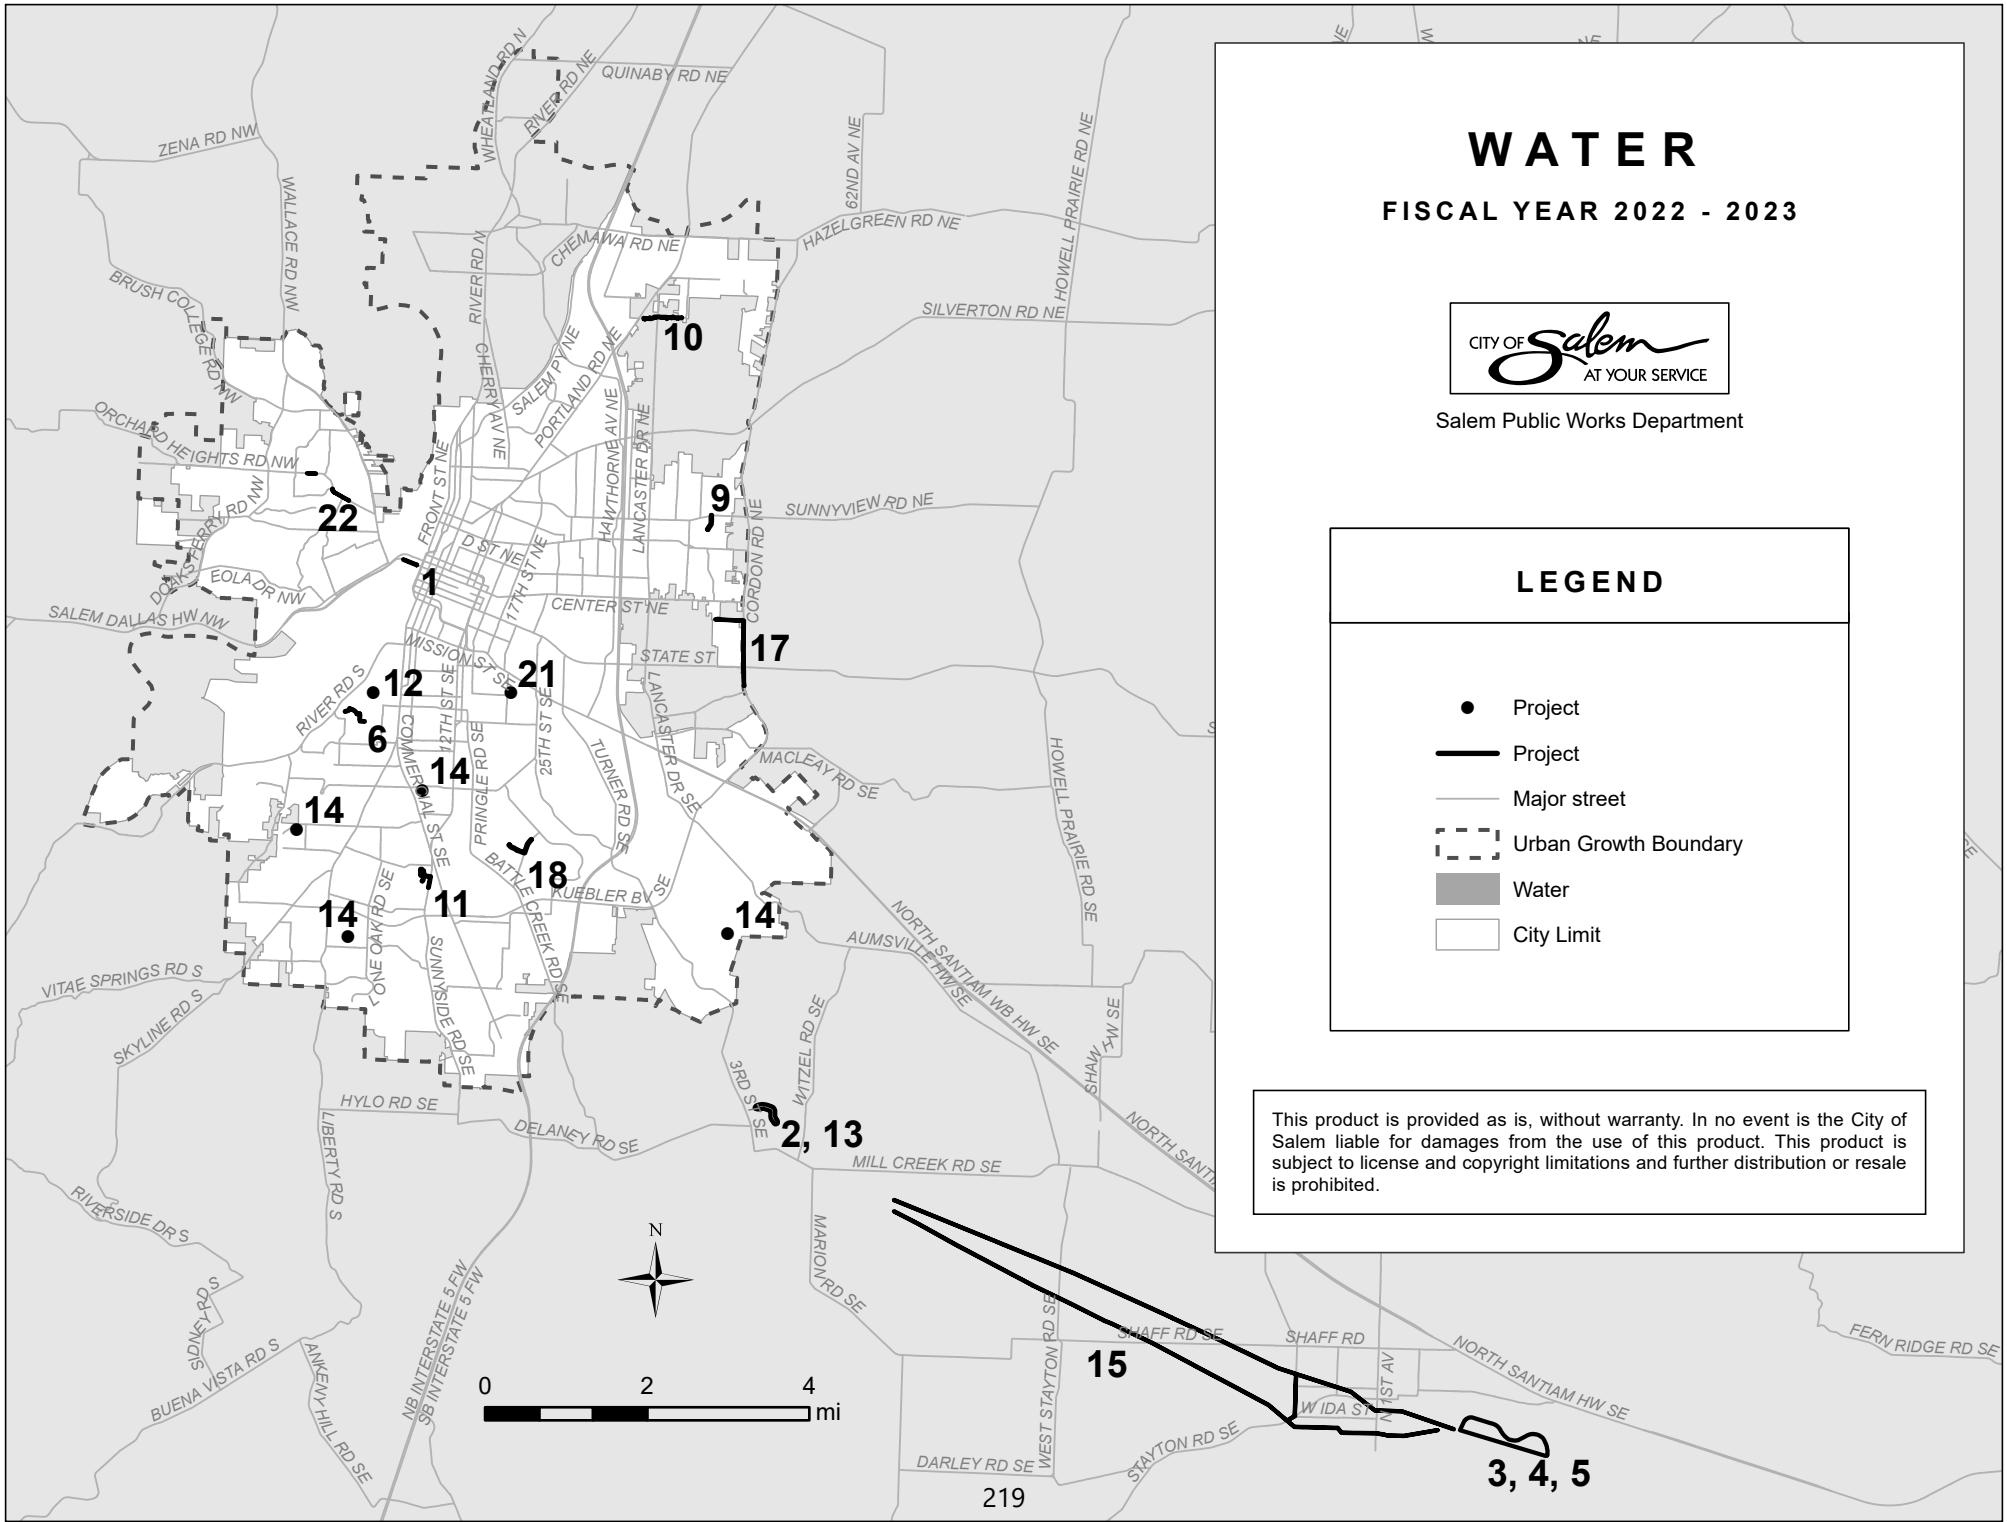 WATER
FISCAL YEAR 2022 - 2023
CITY OF Salem
AT YOUR SERVICE
Salem Public Works Department
LEGEND
Project
Project
Major street
Urban Growth Boundary
Water
City Limit
This product is provided as is, without warranty. In no event is the City of
Salem liable for damages from the use of this product. This product is
subject to license and copyright limitations and further distribution or resale
is prohibited.
QUINABY RD NE
WHEATLAND RD N
RIVER RD NE
ZENA RD NW
WALLACE RD NW
62ND AV NE
HOWELL PRAIRIE RD NE
HAZELGREEN RD NE
CHEMAWA RD NE
RIVER RD N
BRUSH COLLEGE RD NW
SILVERTON RD NE
10
CHERRY AV NE
SALEM PY NE
PORTLAND RD NE
HAWTHORNE AV NE
LANCASTER DR NE
ORCHARD HEIGHTS RD NW
FRONT ST NE
9
SUNNYVIEW RD NE
22
DOAKS FERRY RD NW
D ST NE
17TH ST NE
CORDON RD NE
EOLA DR NW
1
CENTER ST NE
SALEM DALLAS HW NW
MISSION ST SE
STATE ST
17
12
21
RIVER RD S
6
COMMERCIAL ST SE
12TH ST SE
PRINGLE RD SE
25TH ST SE
TURNER RD SE
LANCASTER DR SE
MACLEAY RD SE
HOWELL PRAIRIE RD SE
14
14
18
BATTLE CREEK RD SE
KUEBLER BV SE
11
14
LONE OAK RD SE
SUNNYSIDE RD SE
14
AUMSVILLE HW SE
NORTH SANTIAM WB HW SE
VITAE SPRINGS RD S
SKYLINE RD S
WITZEL RD SE
SHAW HW SE
3RD ST SE
HYLO RD SE
LIBERTY RD S
DELANEY RD SE
2, 13
MILL CREEK RD SE
NORTH SANTI
RIVERSIDE DR S
N
MARION RD SE
SIDNEY RD S
BUENA VISTA RD S
ANKENY HILL RD SE
NB INTERSTATE 5 FW
SB INTERSTATE 5 FW
WEST STAYTON RD SE
SHAFF RD SE
SHAFF RD
15
NORTH SANTIAM HW SE
FERN RIDGE RD SE
N 1ST AV
W IDA ST
0 2 4
mi
STAYTON RD SE
DARLEY RD SE
3, 4, 5
219